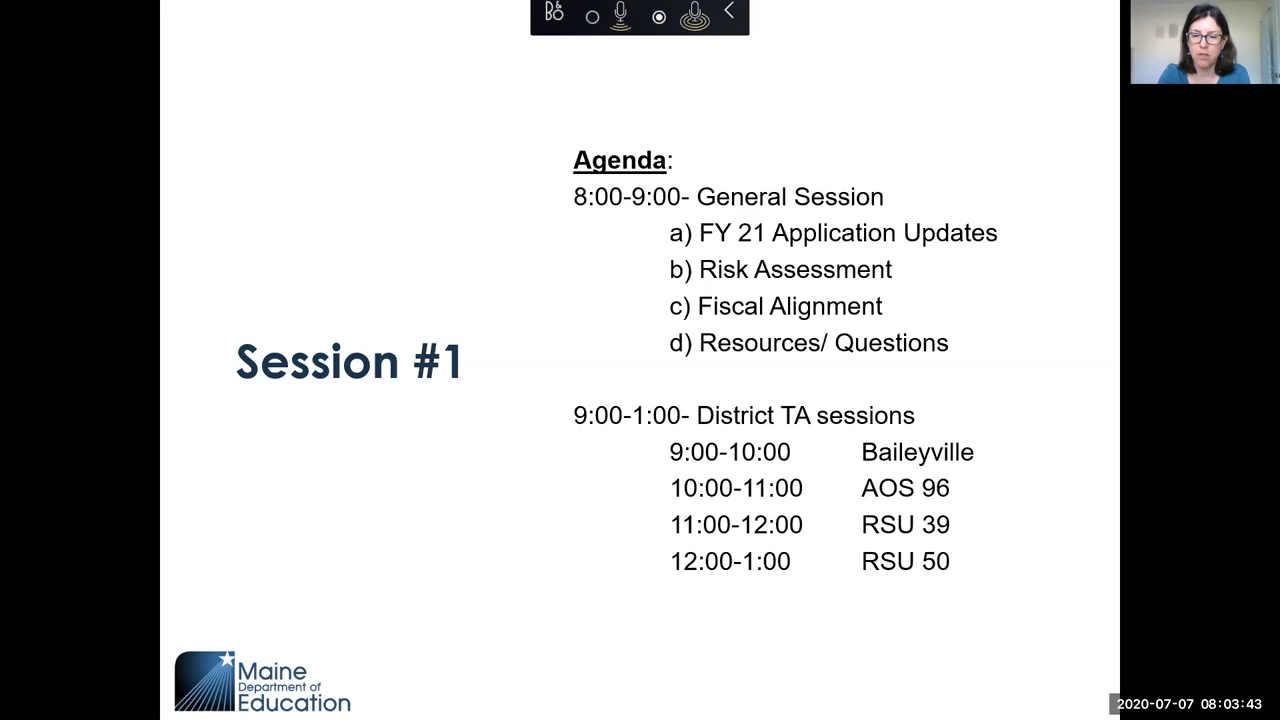 B&O
Agenda:
8:00-9:00- General Session
a) FY 21 Application Updates
b) Risk Assessment
c) Fiscal Alignment
d) Resources/ Questions
Session #1
9:00-1:00- District TA sessions
9:00-10:00 Baileyville
10:00-11:00 AOS 96
11:00-12:00 RSU 39
12:00-1:00 RSU 50
Maine
Department of
Education
2020-07-07 08:03:43